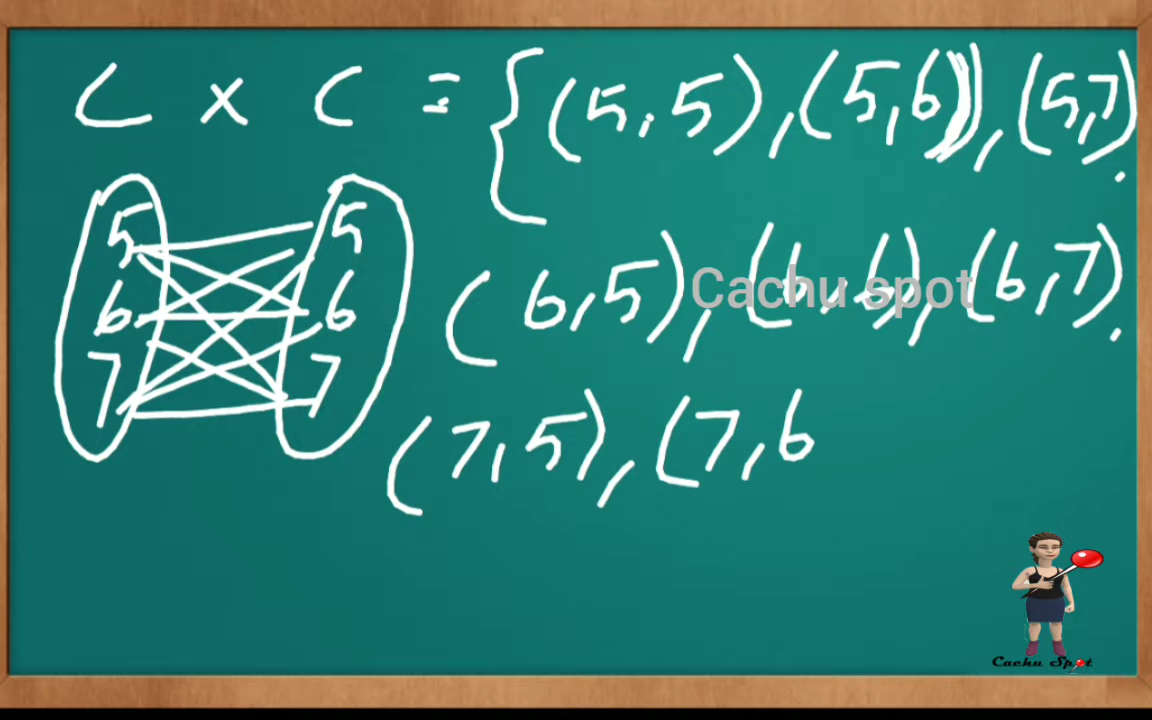 C x C = {(5,5),(5,6),(5,7).
5 5
(6,5),(6,6),(6,7).
6 6
7 7
(7,5),(7,6
Cachu spot
Cachu Spot